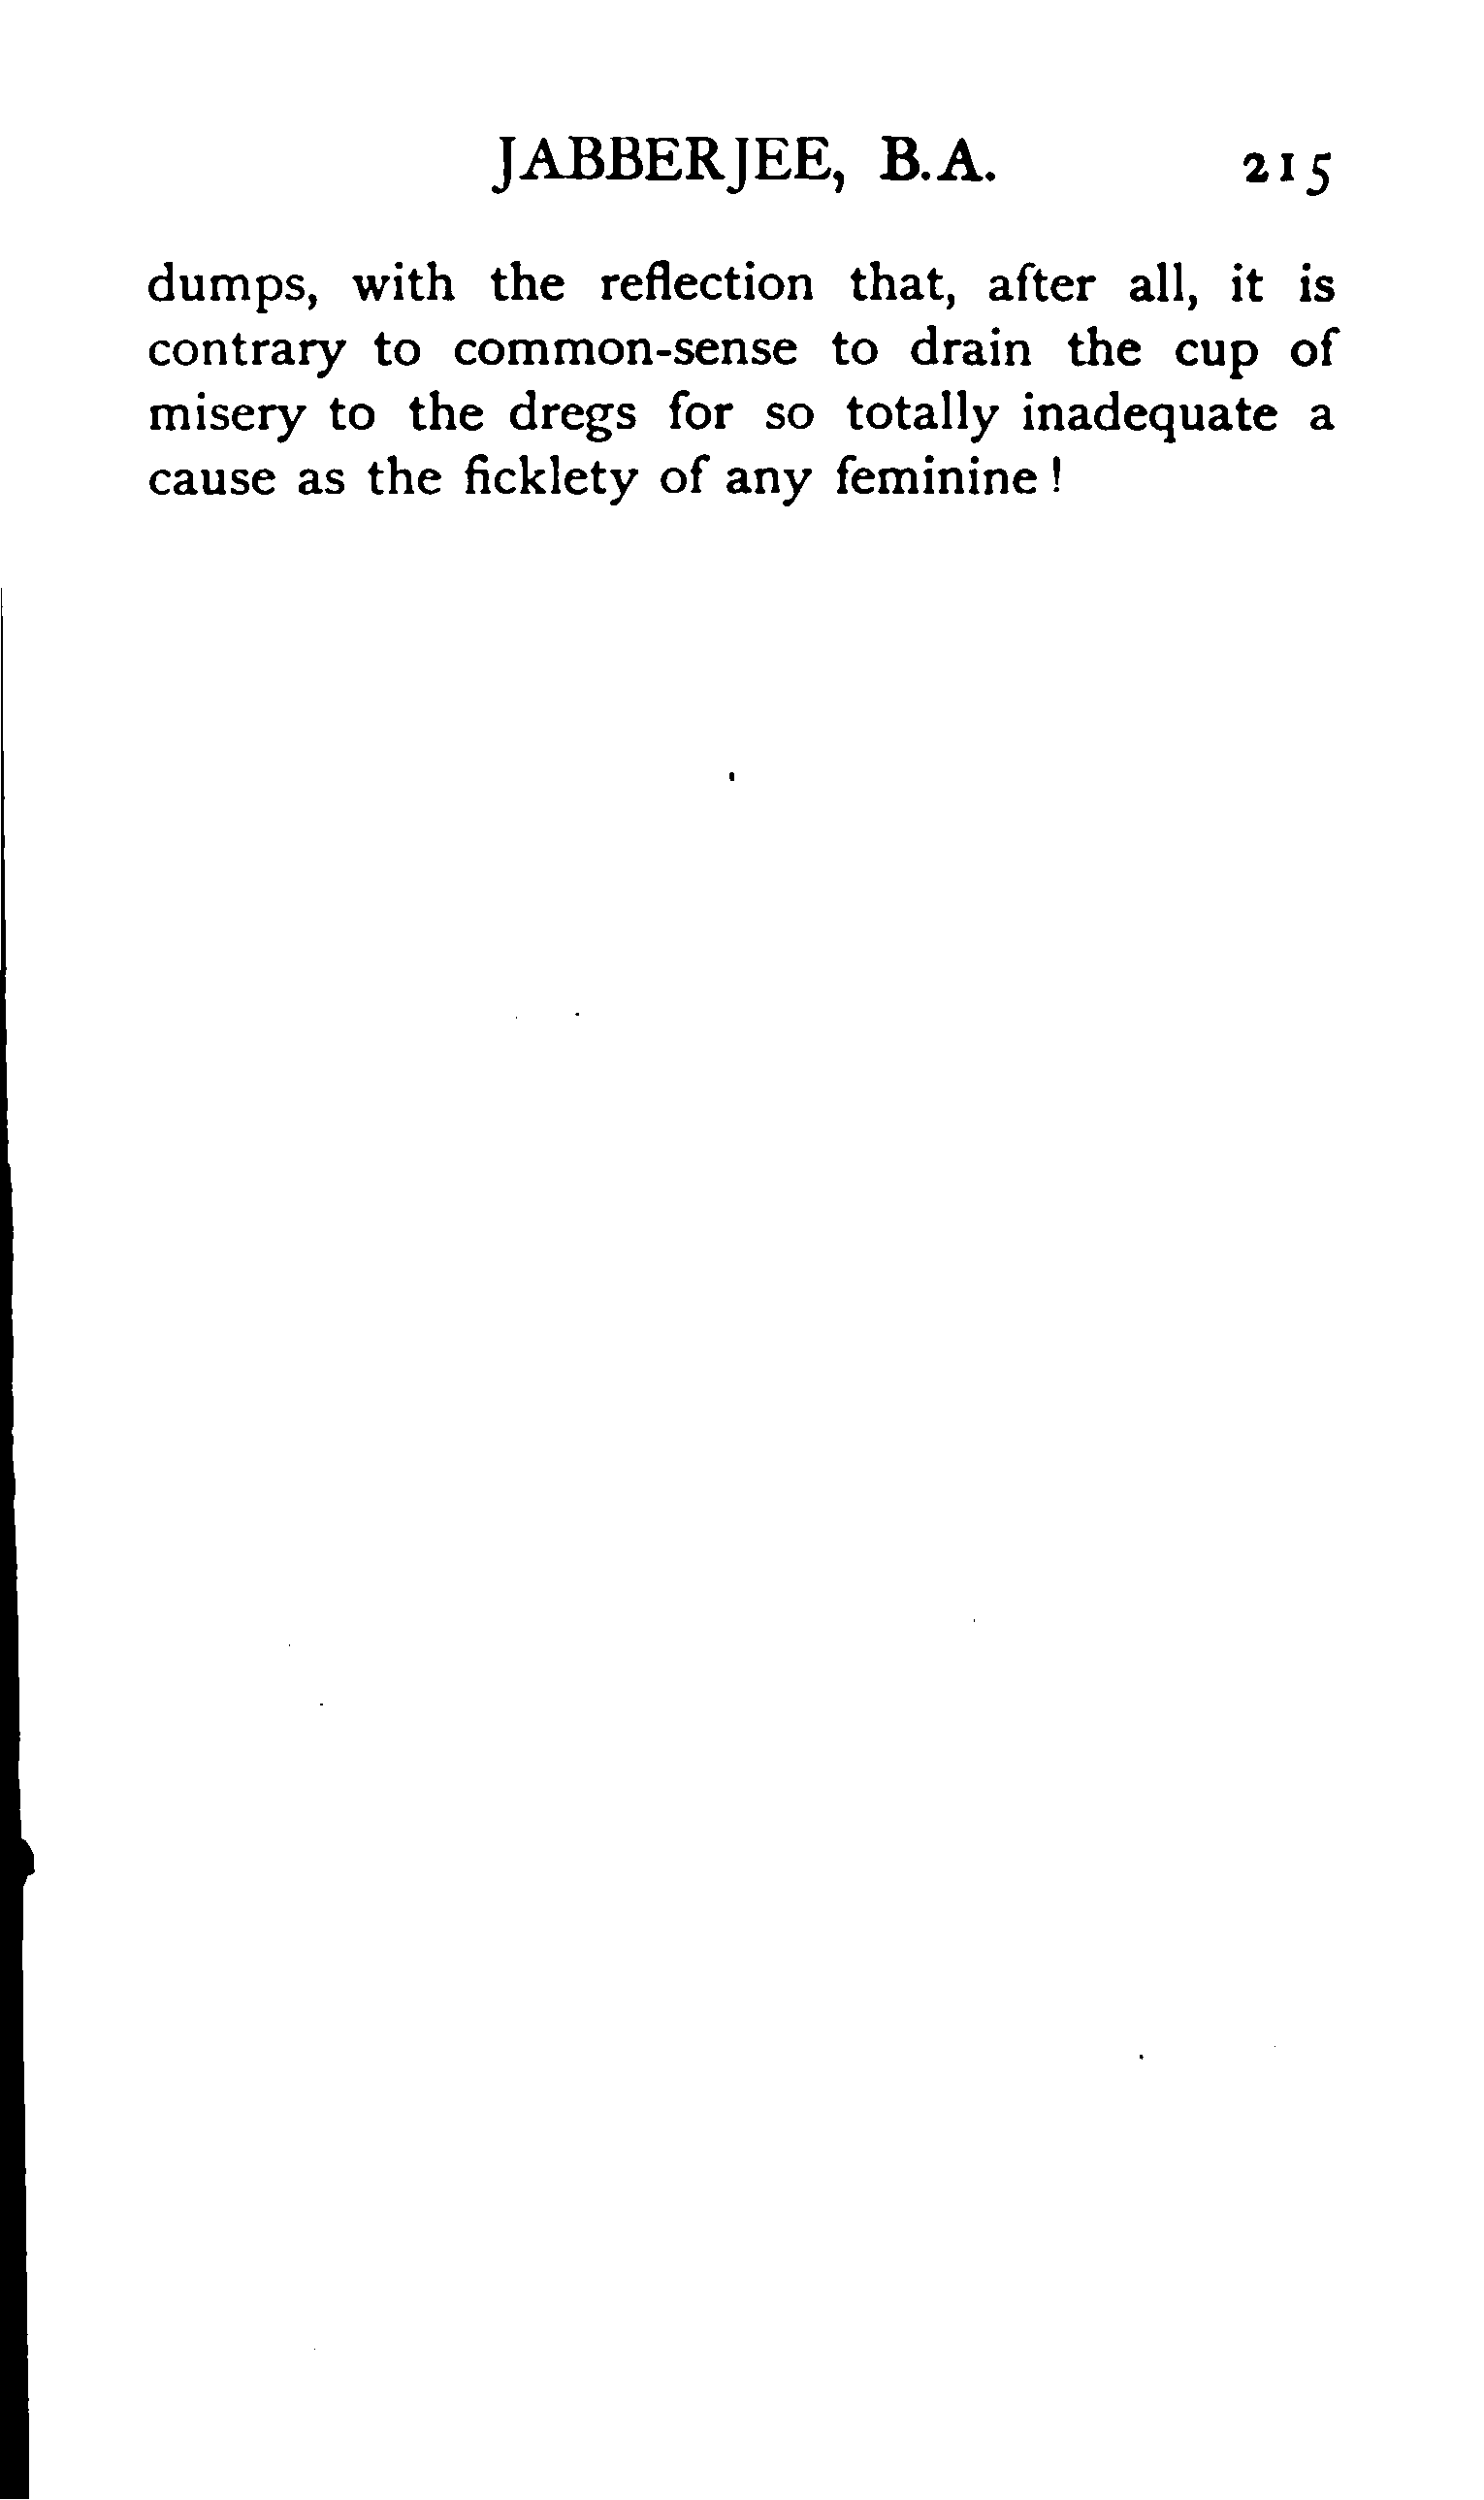 JABBERJEE, B.A. 215
dumps, with the reflection that, after all, it is
contrary to common-sense to drain the cup of
misery to the dregs for so totally inadequate a
cause as the ficklety of any feminine !